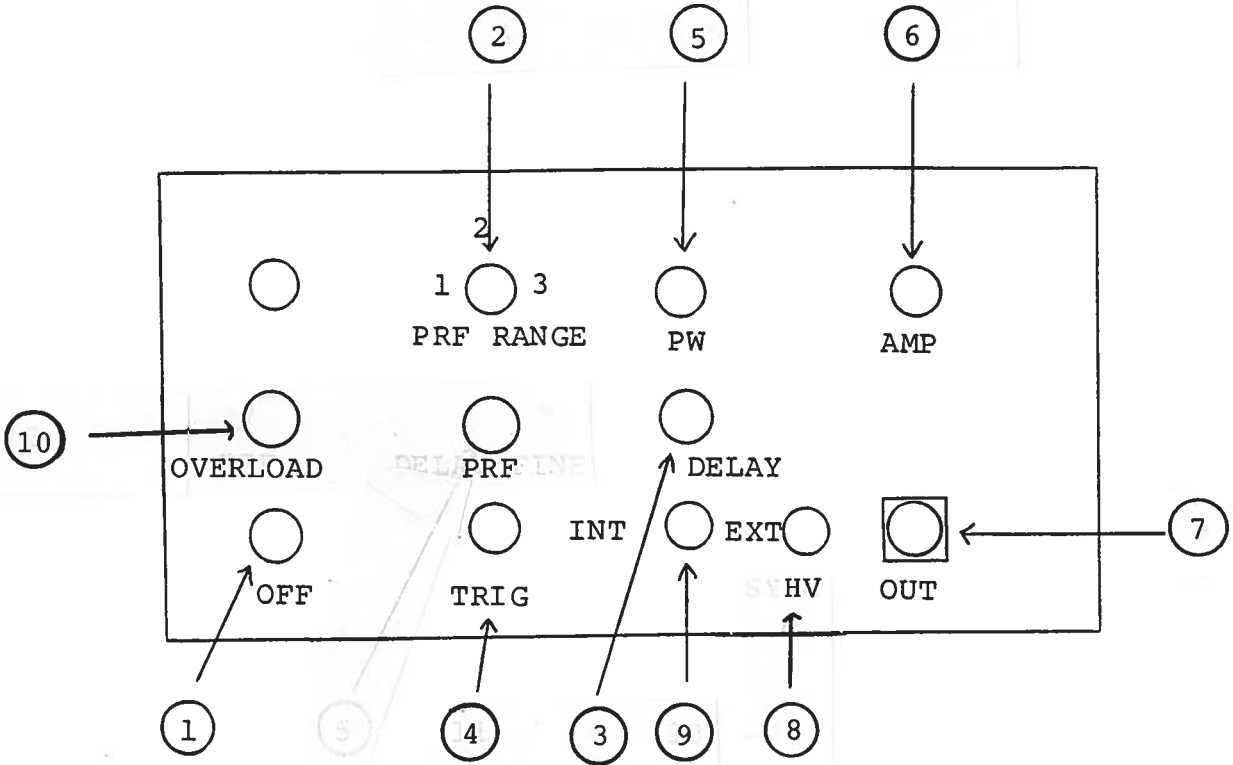 2 5 6
2
1 3
PRF RANGE PW AMP
10
OVERLOAD PRF DELAY
INT EXT 7
OFF TRIG HV OUT
1 4 3 9 8